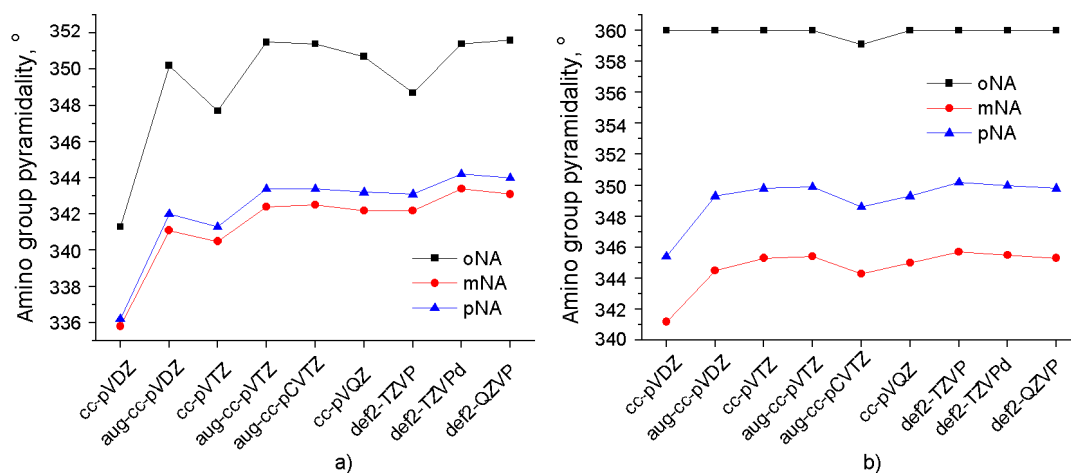 Amino group pyramidality, °
352
350
348
346
344
342
340
338
336
oNA
mNA
pNA
cc-pVDZ
aug-cc-pVDZ
cc-pVTZ
aug-cc-pVTZ
aug-cc-pCVTZ
cc-pVQZ
def2-TZVP
def2-TZVPd
def2-QZVP
a)
Amino group pyramidality, °
360
358
356
354
352
350
348
346
344
342
340
oNA
mNA
pNA
cc-pVDZ
aug-cc-pVDZ
cc-pVTZ
aug-cc-pVTZ
aug-cc-pCVTZ
cc-pVQZ
def2-TZVP
def2-TZVPd
def2-QZVP
b)